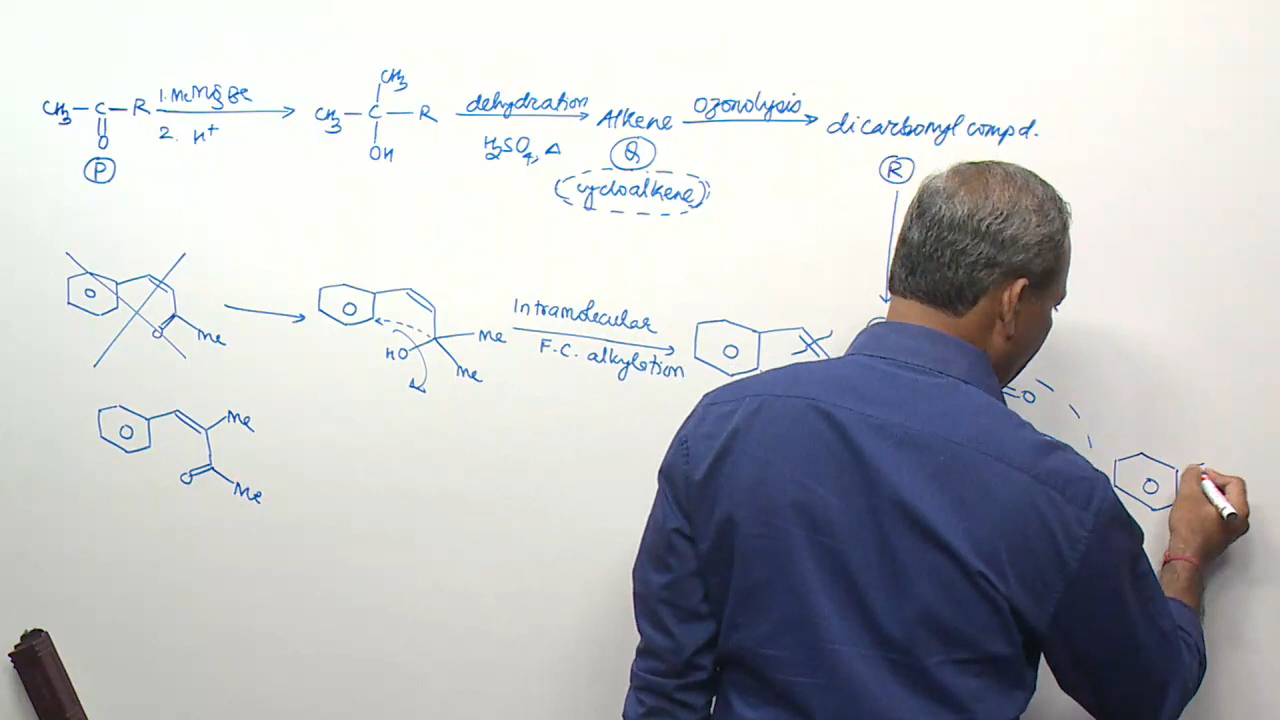 CH3—C—R 1. MeMgBr CH3—C—R dehydration Alkene Ozonolysis dicarbonyl compd.
O 2. H+ CH3 OH H2SO4, Δ Q R
P (cycloalkene)
O O Me HO Me Me Intramolecular O
F.C. alkylation
=O
O Me O Me
O